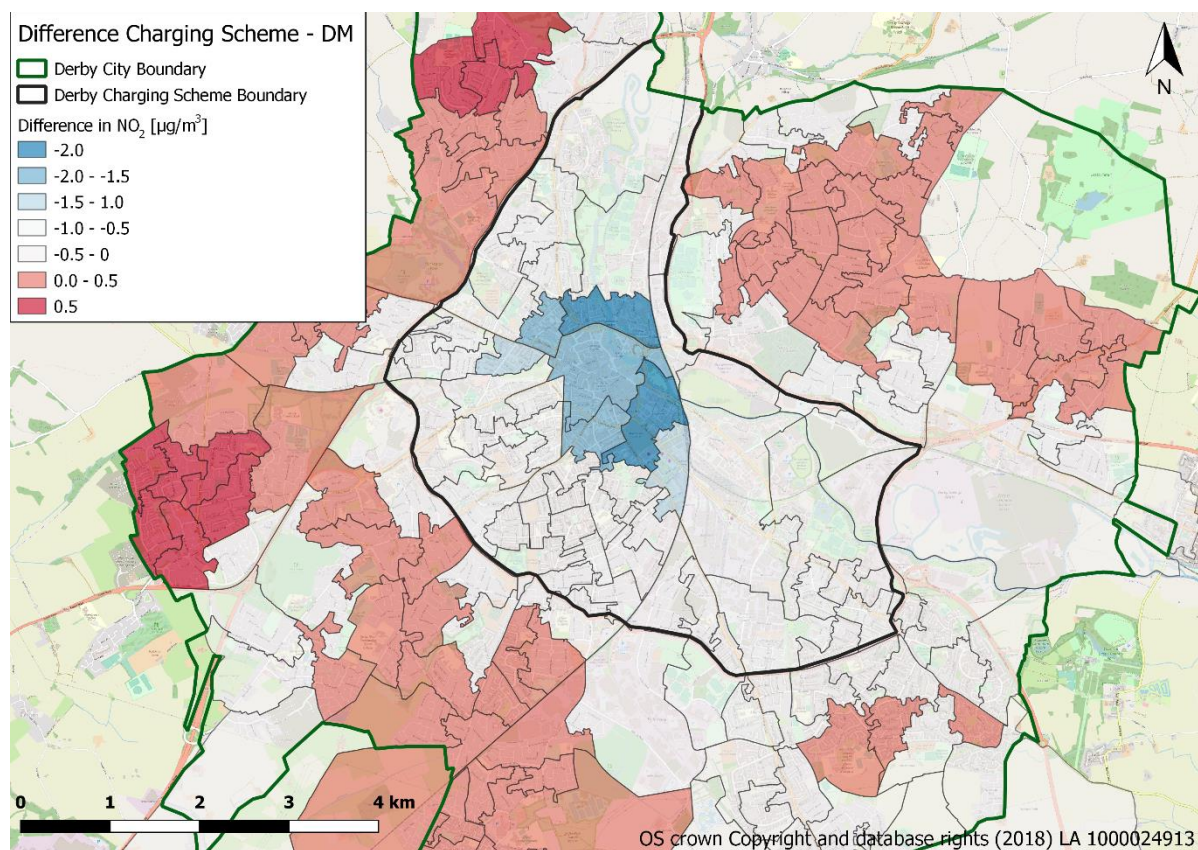 Difference Charging Scheme - DM
Derby City Boundary
Derby Charging Scheme Boundary
Difference in NO₂ [µg/m³]
-2.0
-2.0 - -1.5
-1.5 - 1.0
-1.0 - -0.5
-0.5 - 0
0.0 - 0.5
0.5
N
0 1 2 3 4 km
OS crown Copyright and database rights (2018) LA 1000024913